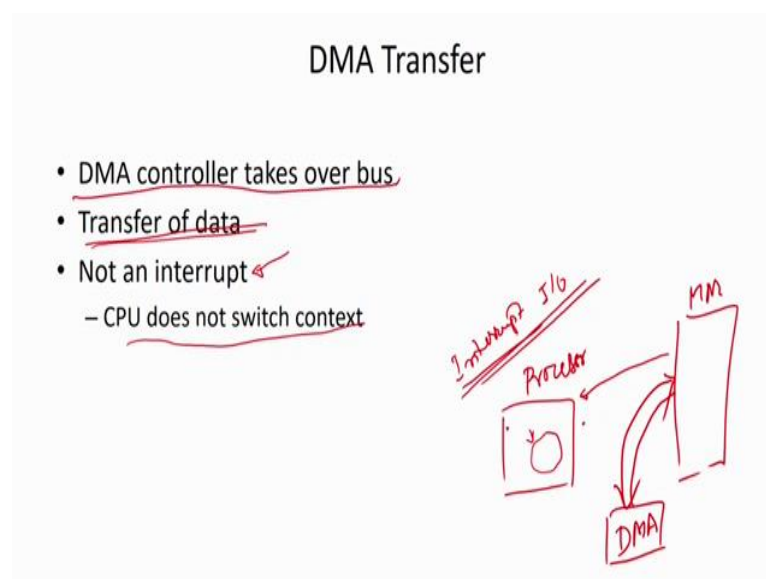 DMA Transfer
• DMA controller takes over bus
• Transfer of data
• Not an interrupt
– CPU does not switch context
Interrupt I/O
Processor
MM
DMA